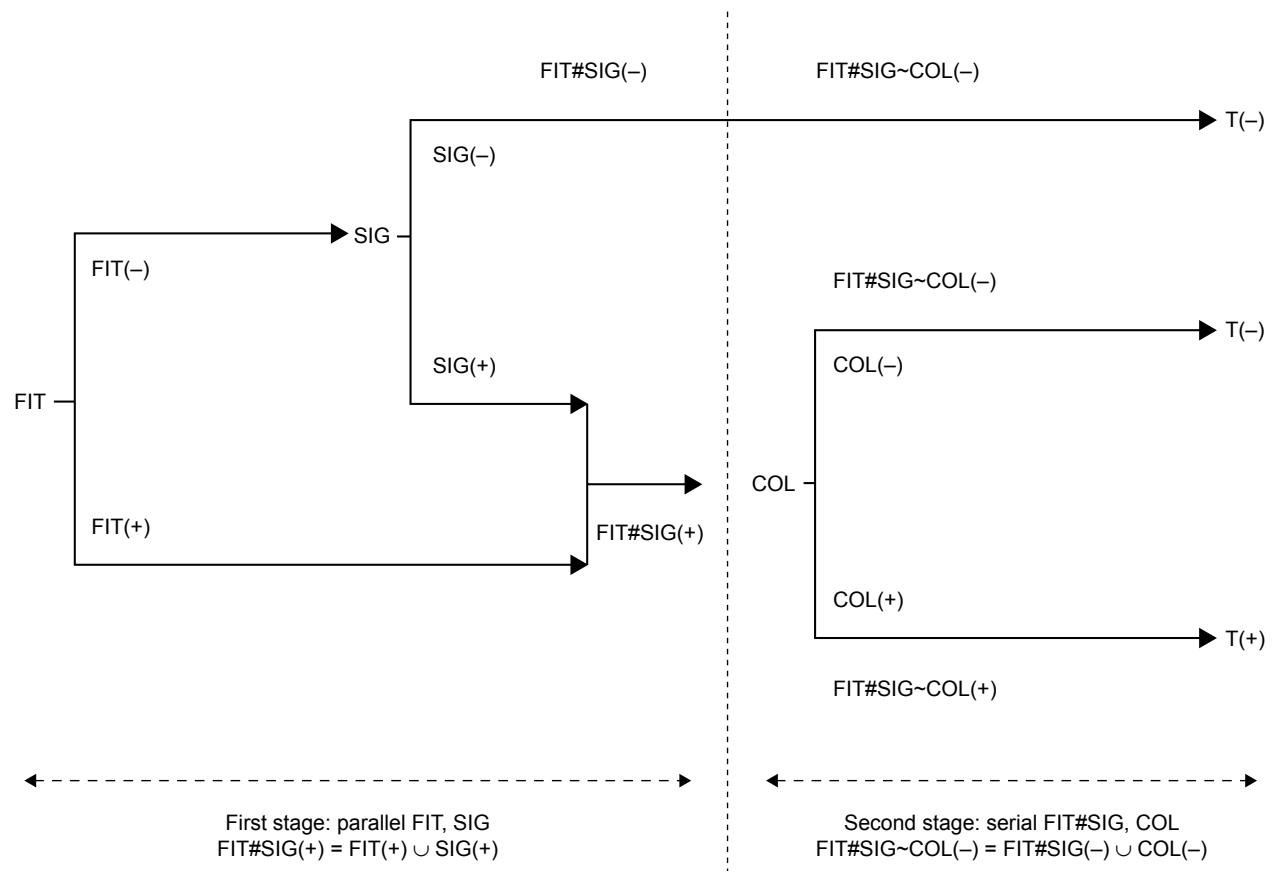 FIT#SIG(–)
FIT#SIG~COL(–)
T(–)
SIG(–)
SIG
FIT(–)
FIT#SIG~COL(–)
T(–)
SIG(+)
COL(–)
FIT
COL
FIT(+)
FIT#SIG(+)
COL(+)
T(+)
FIT#SIG~COL(+)
First stage: parallel FIT, SIG
FIT#SIG(+) = FIT(+) ∪ SIG(+)
Second stage: serial FIT#SIG, COL
FIT#SIG~COL(–) = FIT#SIG(–) ∪ COL(–)